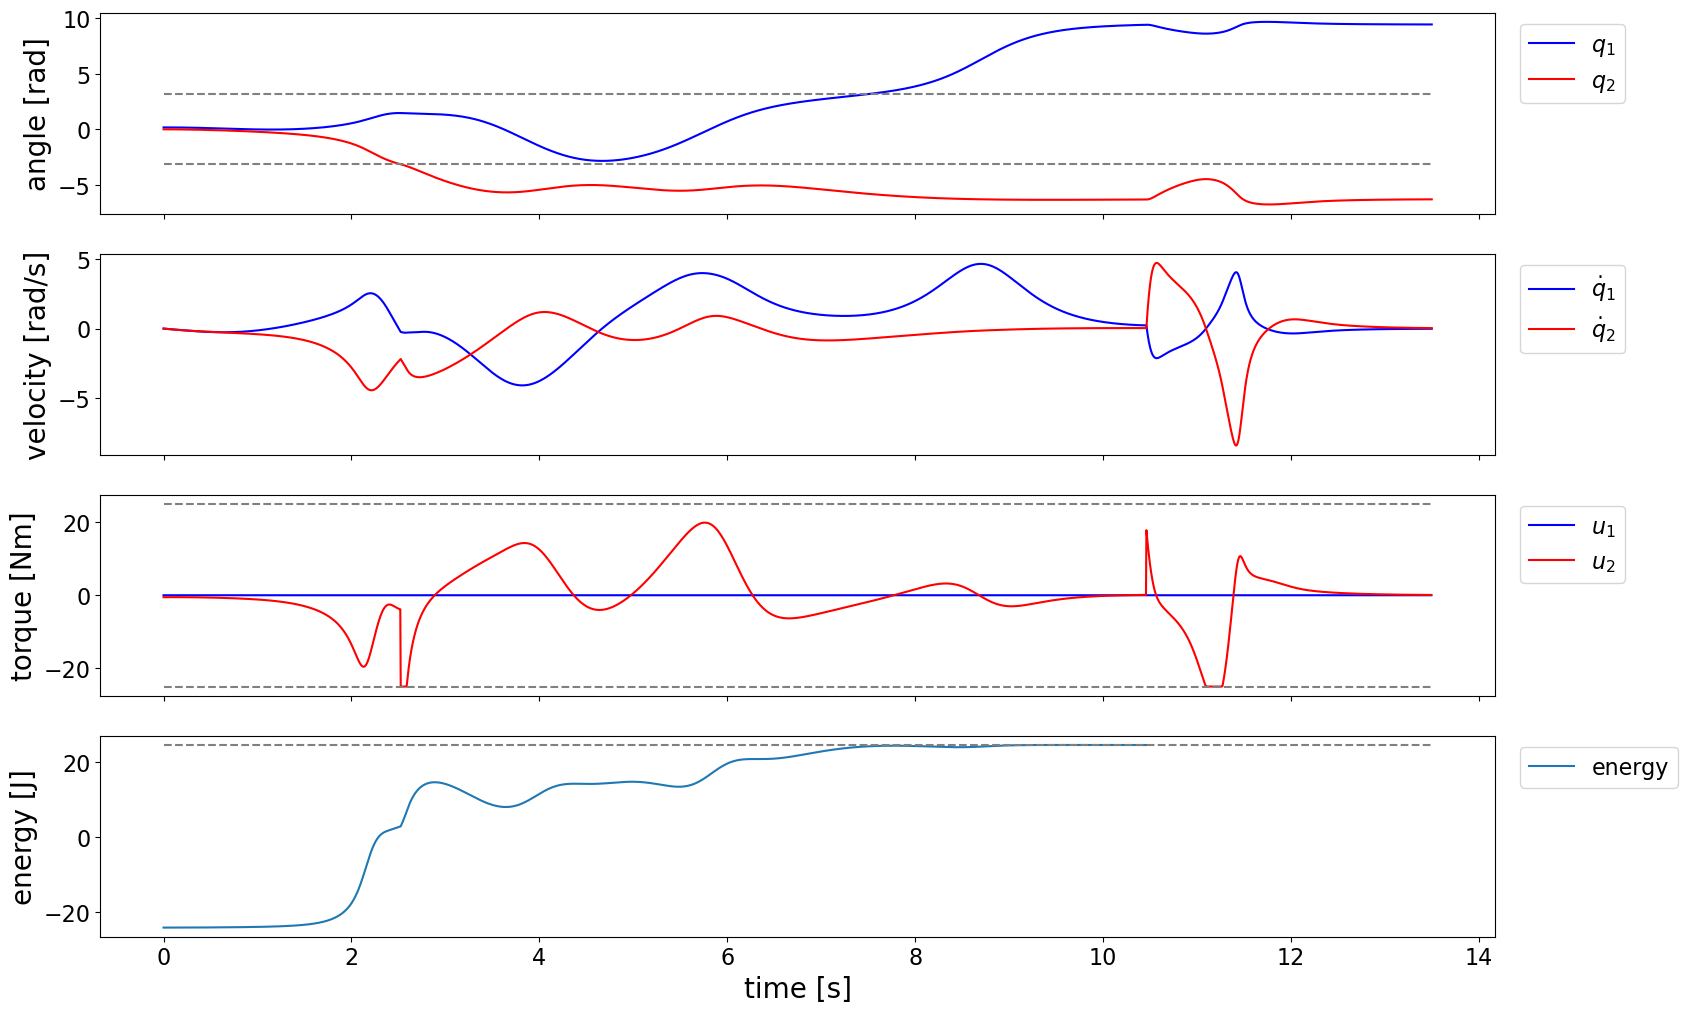 angle [rad]
10
5
0
−5
q₁
q₂
velocity [rad/s]
5
0
−5
q̇₁
q̇₂
torque [Nm]
20
0
−20
u₁
u₂
energy [J]
20
0
−20
energy
0 2 4 6 8 10 12 14
time [s]